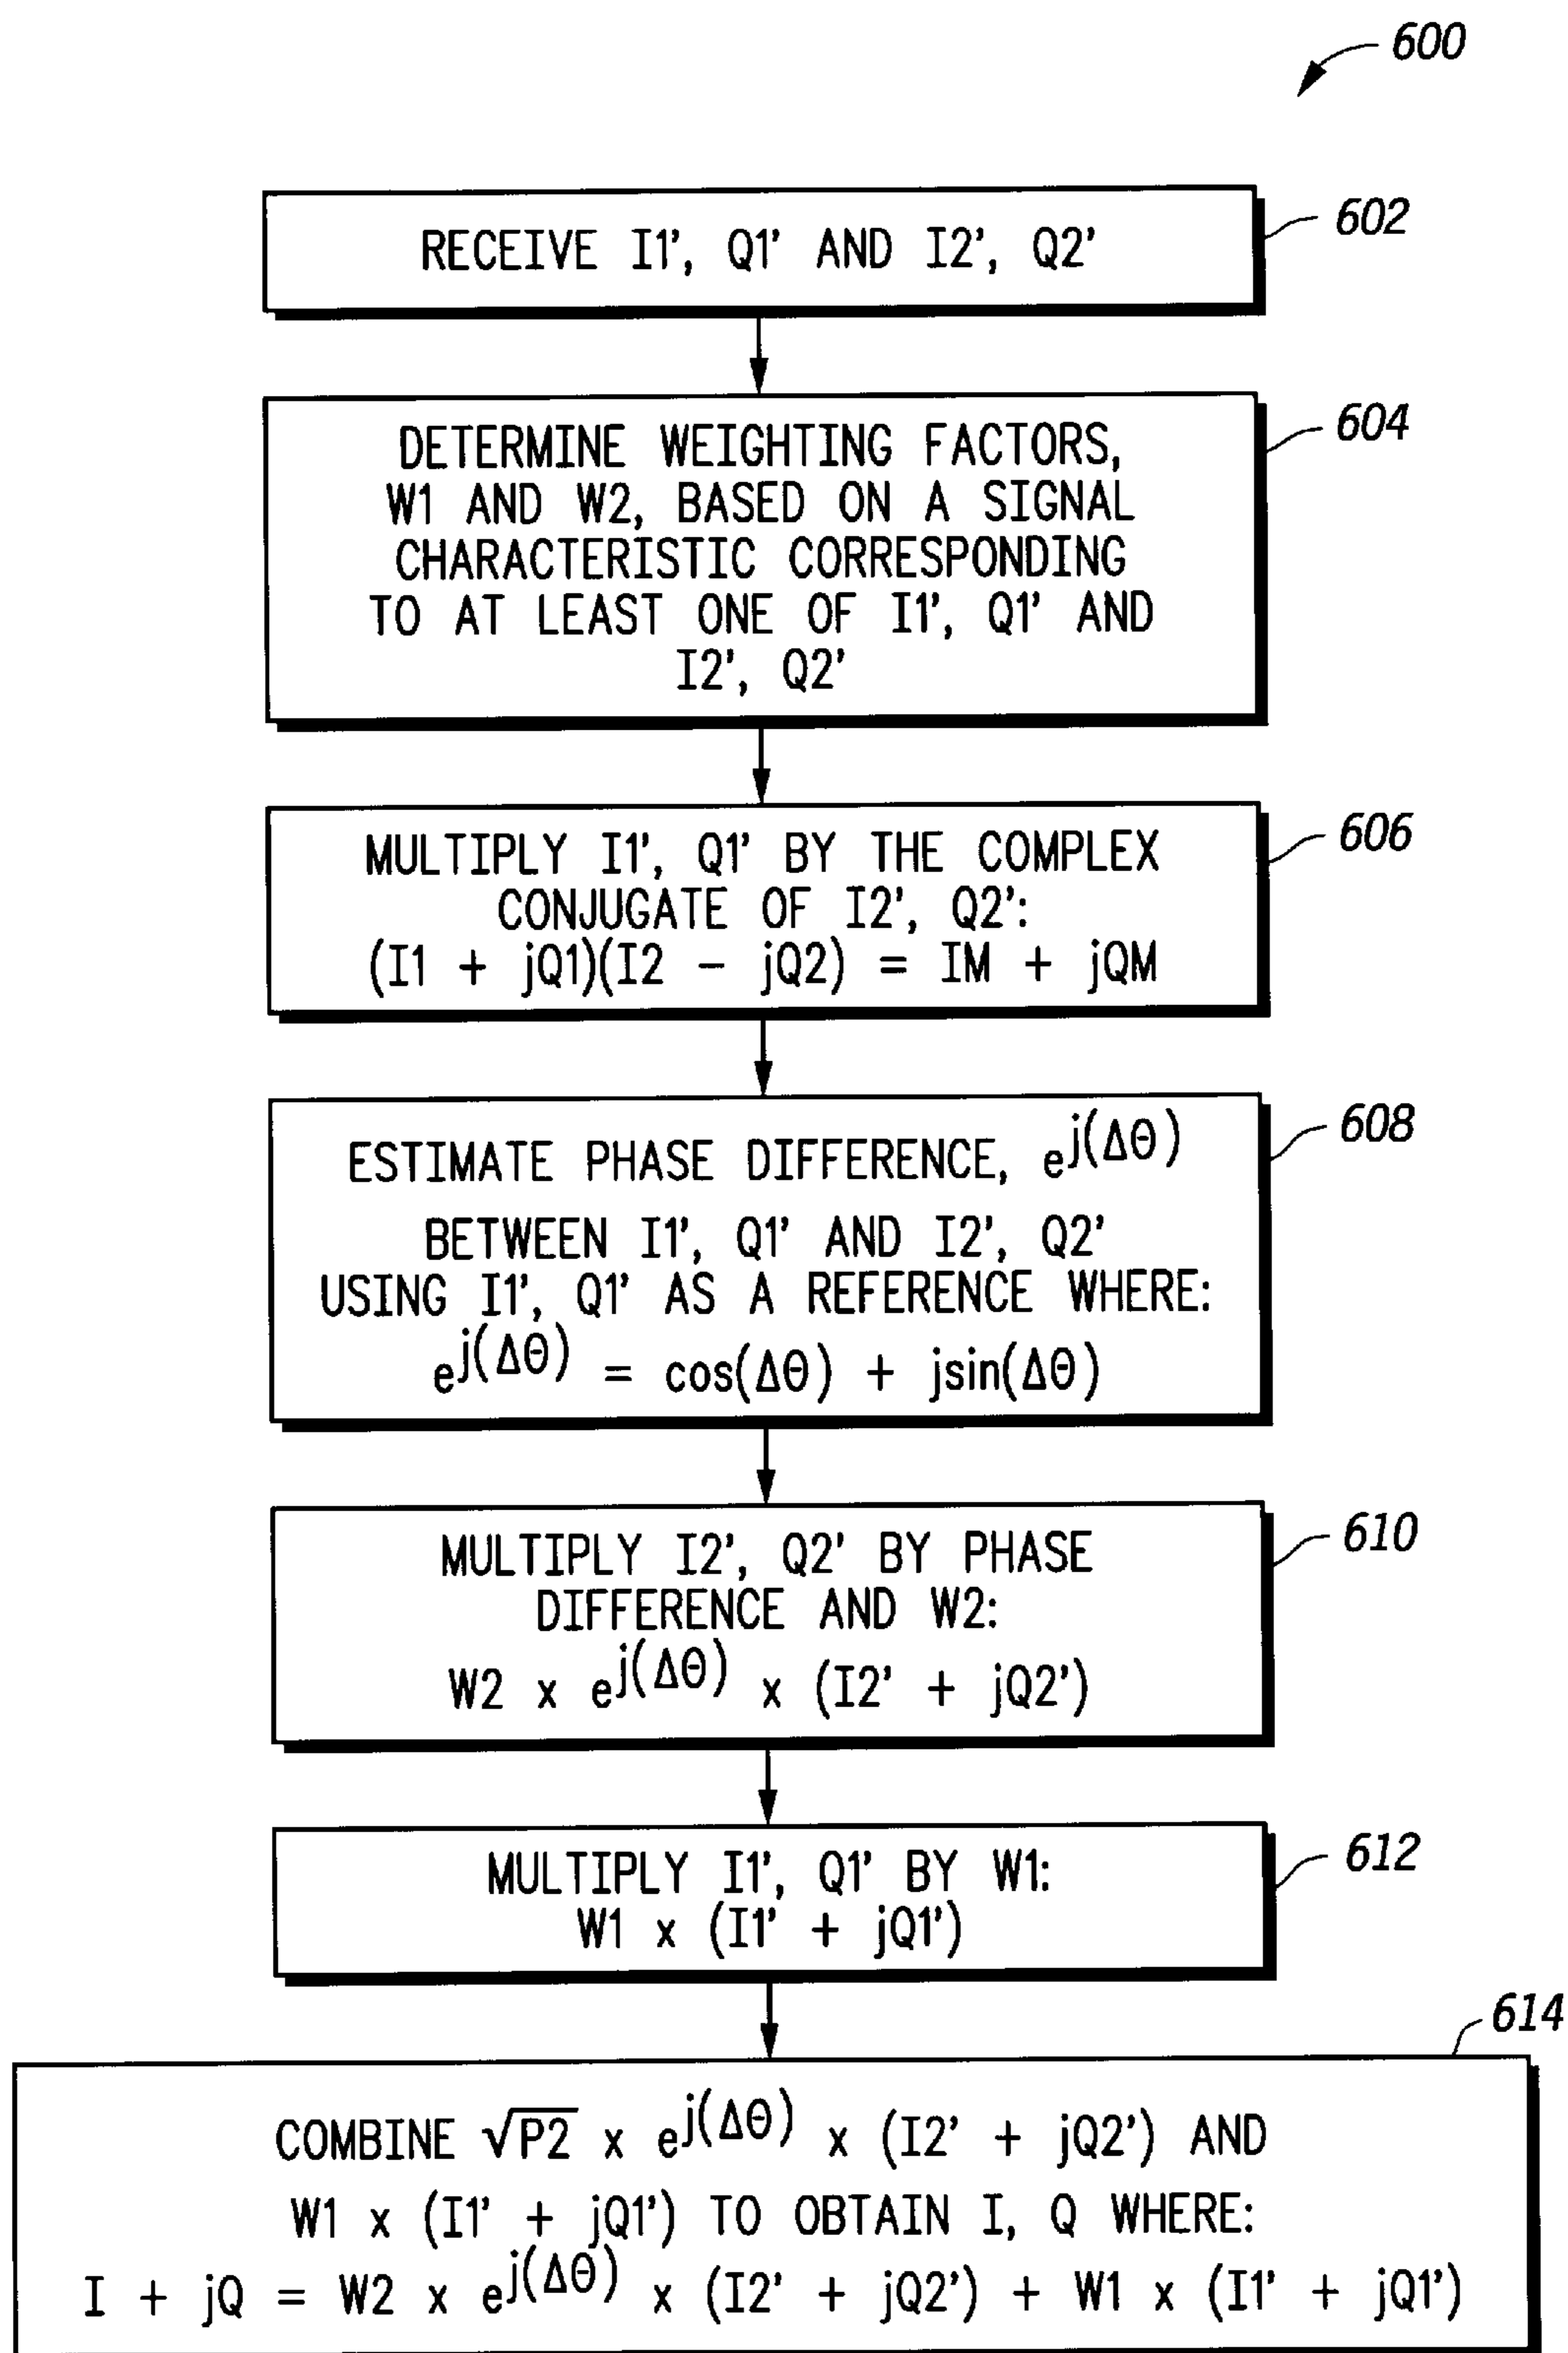 600
602
RECEIVE I1', Q1' AND I2', Q2'
604
DETERMINE WEIGHTING FACTORS,
W1 AND W2, BASED ON A SIGNAL
CHARACTERISTIC CORRESPONDING
TO AT LEAST ONE OF I1', Q1' AND
I2', Q2'
606
MULTIPLY I1', Q1' BY THE COMPLEX
CONJUGATE OF I2', Q2':
(I1 + jQ1)(I2 - jQ2) = IM + jQM
608
ESTIMATE PHASE DIFFERENCE, e^j(ΔΘ)
BETWEEN I1', Q1' AND I2', Q2'
USING I1', Q1' AS A REFERENCE WHERE:
e^j(ΔΘ) = cos(ΔΘ) + jsin(ΔΘ)
610
MULTIPLY I2', Q2' BY PHASE
DIFFERENCE AND W2:
W2 x e^j(ΔΘ) x (I2' + jQ2')
612
MULTIPLY I1', Q1' BY W1:
W1 x (I1' + jQ1')
614
COMBINE √P2 x e^j(ΔΘ) x (I2' + jQ2') AND
W1 x (I1' + jQ1') TO OBTAIN I, Q WHERE:
I + jQ = W2 x e^j(ΔΘ) x (I2' + jQ2') + W1 x (I1' + jQ1')